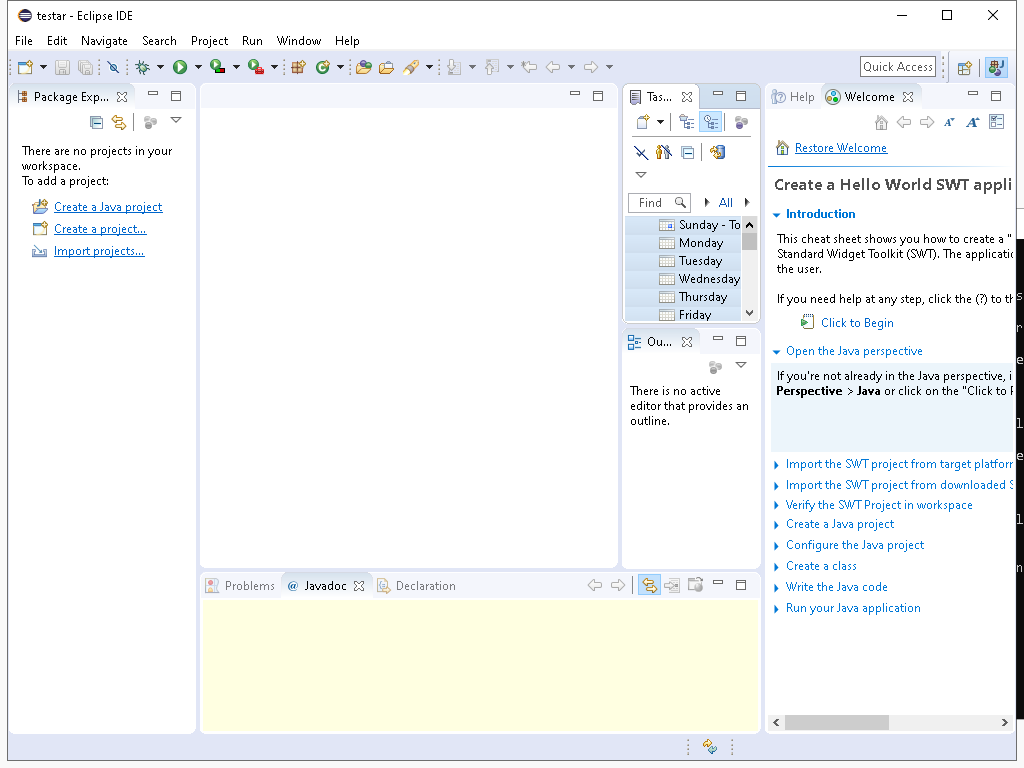 testar - Eclipse IDE
File Edit Navigate Search Project Run Window Help
Quick Access
Package Exp...
There are no projects in your
workspace.
To add a project:
Create a Java project
Create a project...
Import projects...
Tas...
Find
All
Sunday - To
Monday
Tuesday
Wednesday
Thursday
Friday
Ou...
There is no active
editor that provides an
outline.
Help Welcome
Restore Welcome
Create a Hello World SWT appli
Introduction
This cheat sheet shows you how to create a "
Standard Widget Toolkit (SWT). The applicatio
the user.
If you need help at any step, click the (?) to th
Click to Begin
Open the Java perspective
If you're not already in the Java perspective, i
Perspective > Java or click on the "Click to P
Import the SWT project from target platform
Import the SWT project from downloaded S
Verify the SWT Project in workspace
Create a Java project
Configure the Java project
Create a class
Write the Java code
Run your Java application
Problems @ Javadoc Declaration